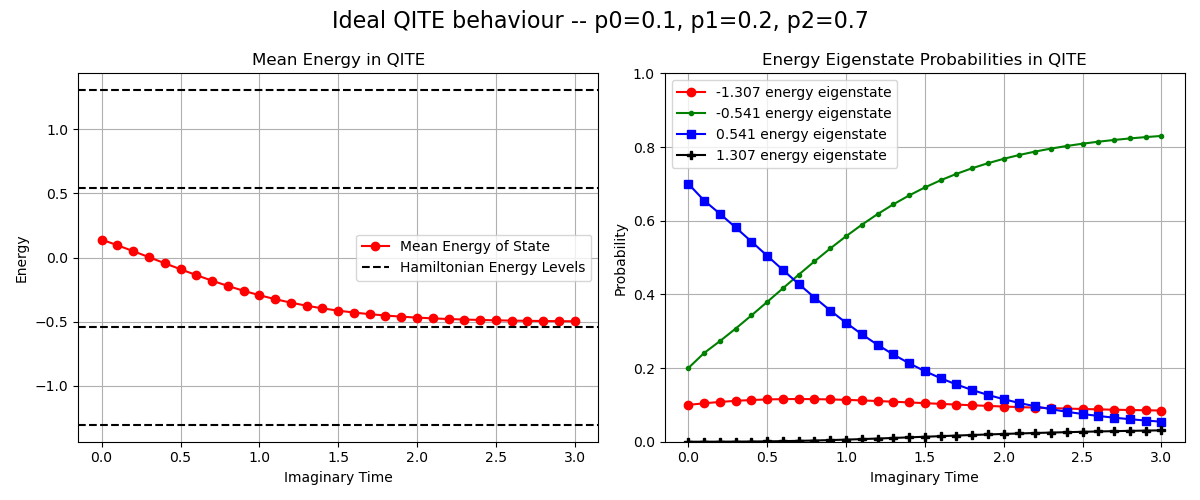 Ideal QITE behaviour -- p0=0.1, p1=0.2, p2=0.7
Mean Energy in QITE
Energy
1.0
0.5
0.0
−0.5
−1.0
Mean Energy of State
Hamiltonian Energy Levels
0.0 0.5 1.0 1.5 2.0 2.5 3.0
Imaginary Time
Energy Eigenstate Probabilities in QITE
Probability
1.0
0.8
0.6
0.4
0.2
0.0
-1.307 energy eigenstate
-0.541 energy eigenstate
0.541 energy eigenstate
1.307 energy eigenstate
0.0 0.5 1.0 1.5 2.0 2.5 3.0
Imaginary Time